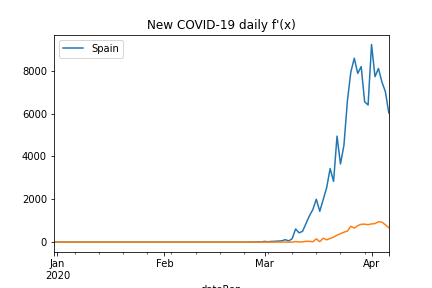 New COVID-19 daily f'(x)
Spain
8000
6000
4000
2000
0
Jan
2020
Feb
Mar
Apr
dateRep